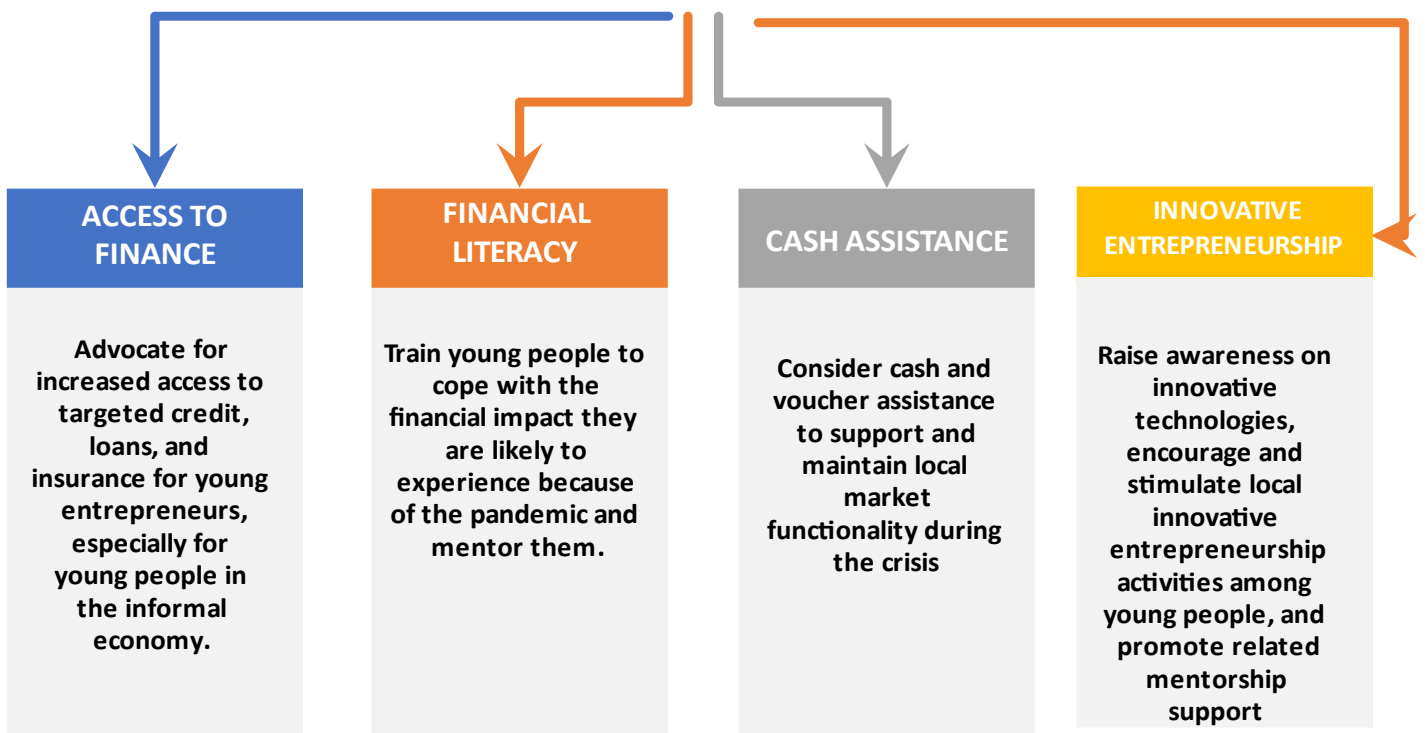 ACCESS TO
FINANCE
Advocate for
increased access to
targeted credit,
loans, and
insurance for young
entrepreneurs,
especially for
young people in
the informal
economy.
FINANCIAL
LITERACY
Train young people to
cope with the
financial impact they
are likely to
experience because
of the pandemic and
mentor them.
CASH ASSISTANCE
Consider cash and
voucher assistance
to support and
maintain local
market
functionality during
the crisis
INNOVATIVE
ENTREPRENEURSHIP
Raise awareness on
innovative
technologies,
encourage and
stimulate local
innovative
entrepreneurship
activities among
young people, and
promote related
mentorship
support